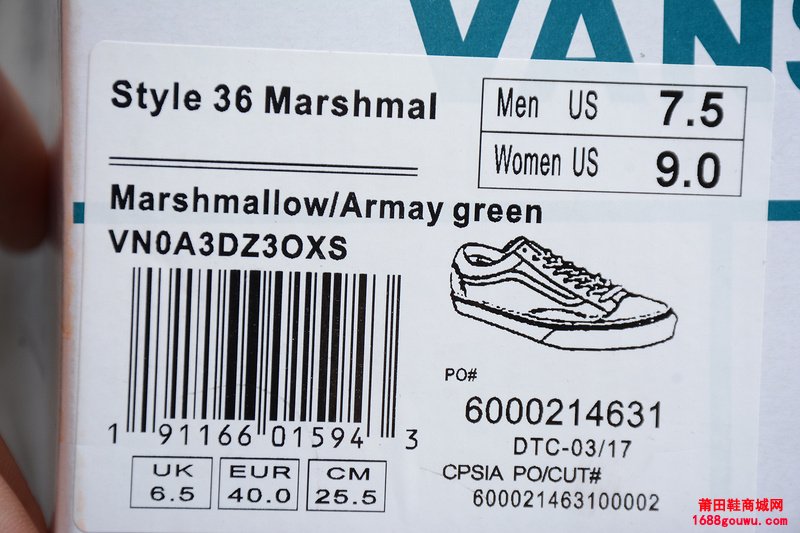 VANS
Style 36 Marshmal
Men US 7.5
Women US 9.0
Marshmallow/Armay green
VN0A3DZ3OXS
1 91166 01594 3
PO#
6000214631
DTC-03/17
CPSIA PO/CUT#
600021463100002
UK 6.5
EUR 40.0
CM 25.5
莆田鞋商城网
1688gouwu.com